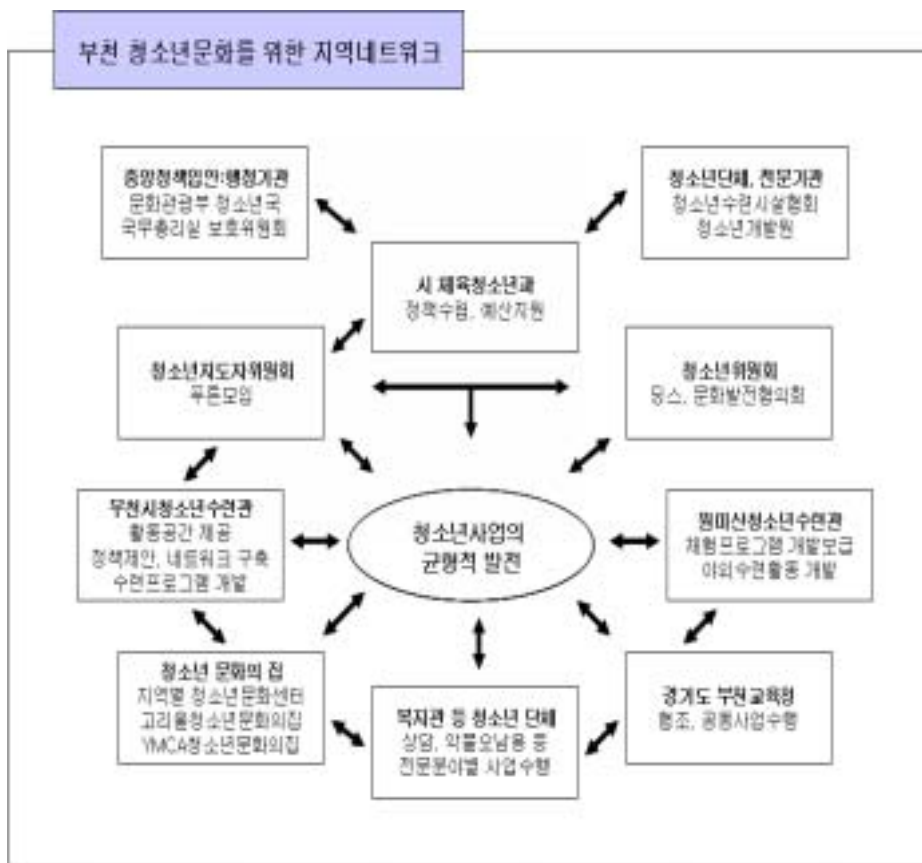 부천 청소년문화를 위한 지역네트워크
중앙정책입안:행정기관
문화관광부 청소년국
국무총리실 보호위원회
청소년단체, 전문기관
청소년수련시설협회
청소년개발원
시 체육청소년과
정책수립, 예산지원
청소년지도자위원회
푸른모임
청소년위원회
문화발전협의회
부천시청소년수련관
활동공간 제공
정책제안, 네트워크 구축
수련프로그램 개발
청소년사업의
균형적 발전
원미산청소년수련관
체험프로그램 개발보급
야외수련활동 개발
청소년 문화의 집
지역별 청소년문화센터
고리울청소년문화의집
YMCA청소년문화의집
복지관 등 청소년 단체
상담, 약물오남용 등
전문분야별 사업수행
경기도 부천교육청
협조, 공동사업수행